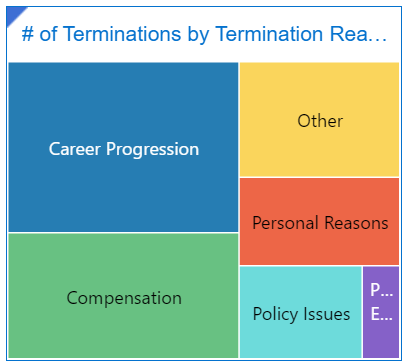 # of Terminations by Termination Rea...
Career Progression
Other
Personal Reasons
Compensation
Policy Issues
P...
E...